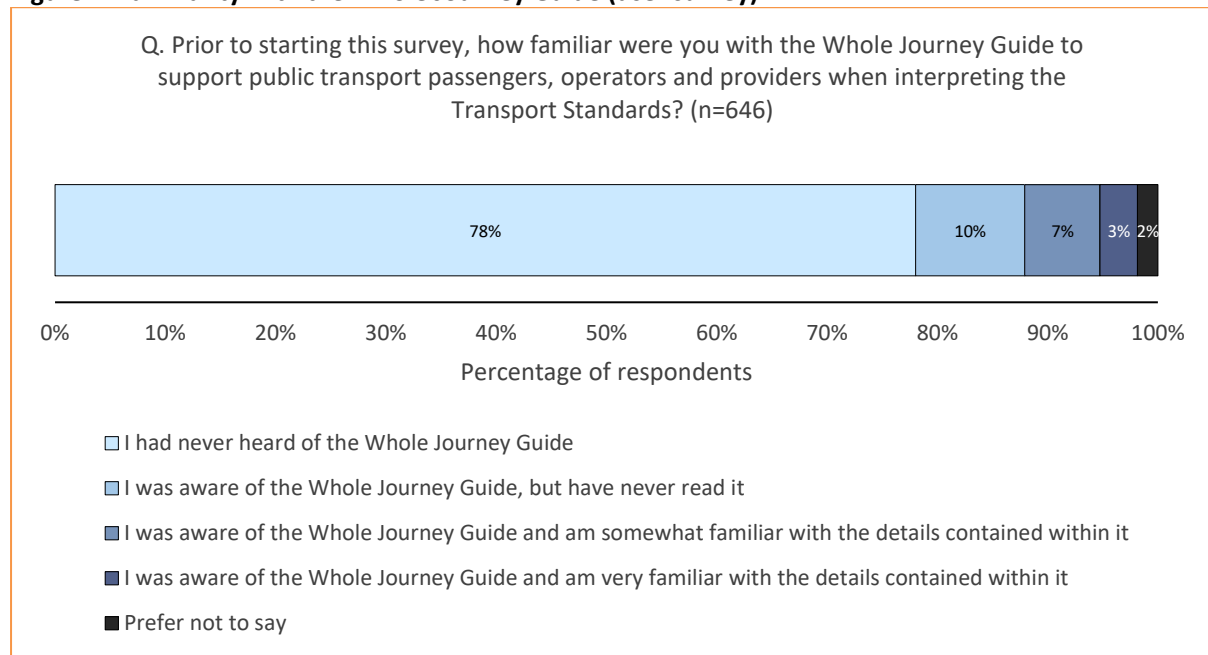 Q. Prior to starting this survey, how familiar were you with the Whole Journey Guide to
support public transport passengers, operators and providers when interpreting the
Transport Standards? (n=646)
78%
10%
7%
3%
2%
0%
10%
20%
30%
40%
50%
60%
70%
80%
90%
100%
Percentage of respondents
I had never heard of the Whole Journey Guide
I was aware of the Whole Journey Guide, but have never read it
I was aware of the Whole Journey Guide and am somewhat familiar with the details contained within it
I was aware of the Whole Journey Guide and am very familiar with the details contained within it
Prefer not to say